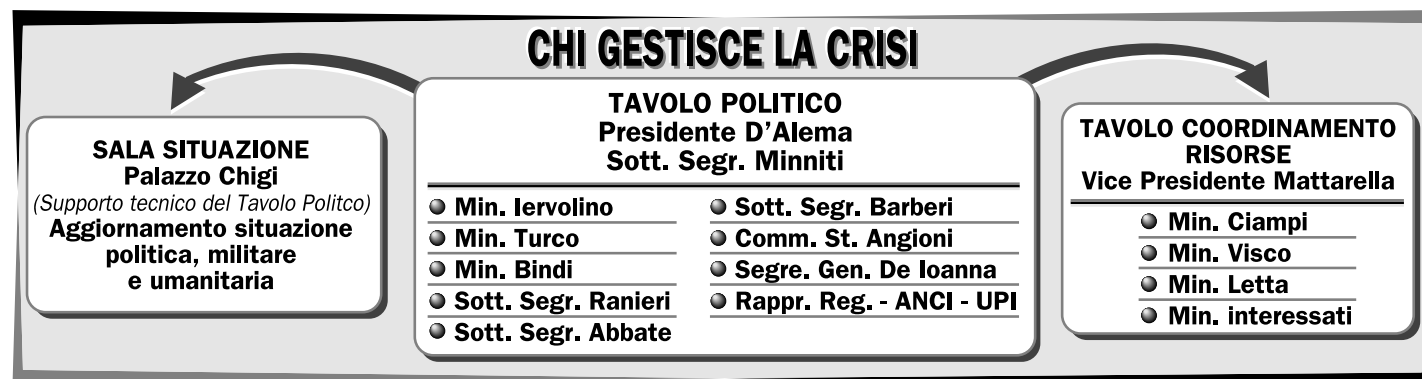 CHI GESTISCE LA CRISI
SALA SITUAZIONE
Palazzo Chigi
(Supporto tecnico del Tavolo Politco)
Aggiornamento situazione
politica, militare
e umanitaria
TAVOLO POLITICO
Presidente D'Alema
Sott. Segr. Minniti
Min. Iervolino
Min. Turco
Min. Bindi
Sott. Segr. Ranieri
Sott. Segr. Abbate
Sott. Segr. Barberi
Comm. St. Angioni
Segre. Gen. De Ioanna
Rappr. Reg. - ANCI - UPI
TAVOLO COORDINAMENTO
RISORSE
Vice Presidente Mattarella
Min. Ciampi
Min. Visco
Min. Letta
Min. interessati